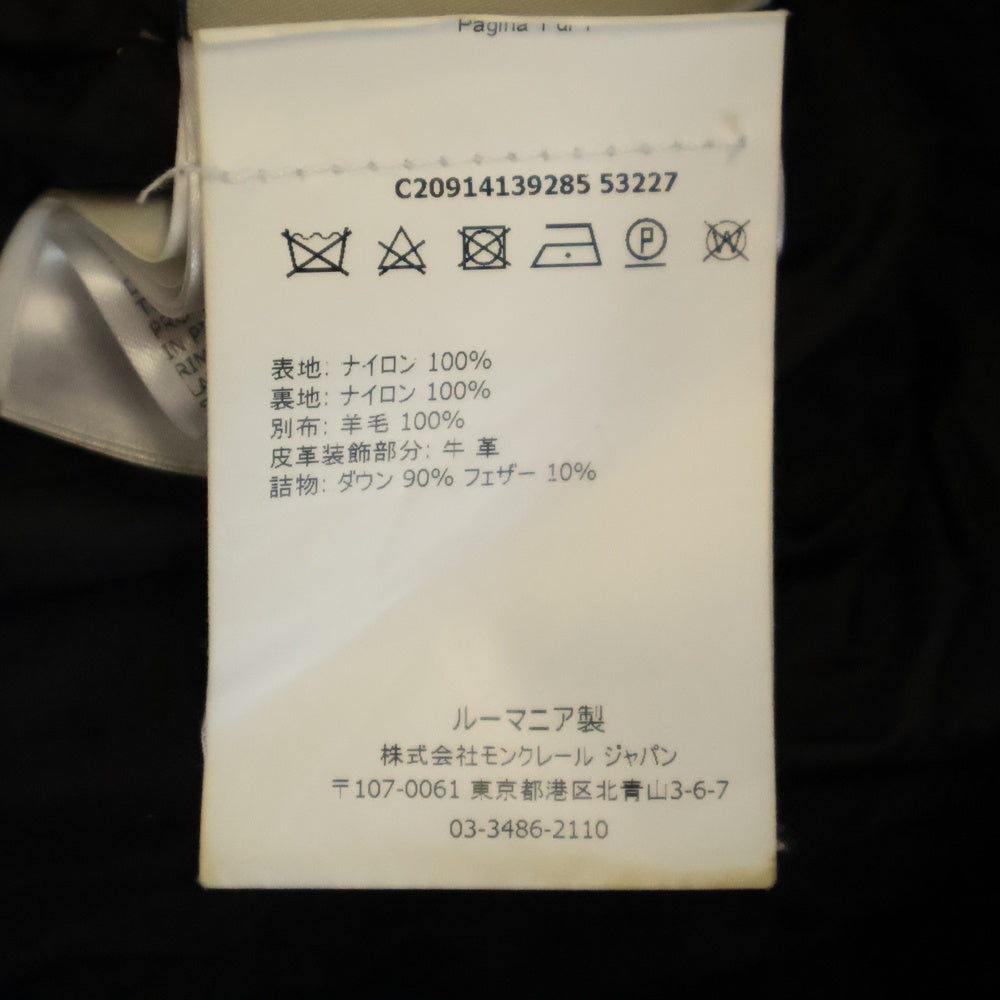 Pagina 1 di 1
C20914139285 53227
P
W
表地: ナイロン 100%
裏地: ナイロン 100%
別布: 羊毛 100%
皮革装飾部分: 牛 革
詰物: ダウン 90% フェザー 10%
ルーマニア製
株式会社モンクレール ジャパン
〒107-0061 東京都港区北青山3-6-7
03-3486-2110